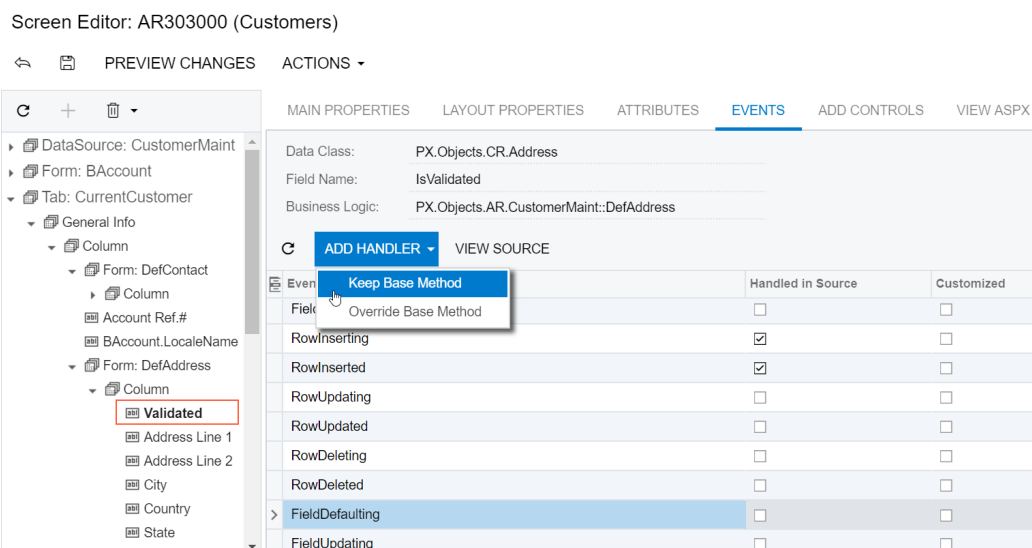 Screen Editor: AR303000 (Customers)
PREVIEW CHANGES ACTIONS
MAIN PROPERTIES LAYOUT PROPERTIES ATTRIBUTES EVENTS ADD CONTROLS VIEW ASPX
DataSource: CustomerMaint
Form: BAccount
Tab: CurrentCustomer
General Info
Column
Form: DefContact
Column
Account Ref.#
BAccount.LocaleName
Form: DefAddress
Column
Validated
Address Line 1
Address Line 2
City
Country
State
Data Class: PX.Objects.CR.Address
Field Name: IsValidated
Business Logic: PX.Objects.AR.CustomerMaint::DefAddress
ADD HANDLER VIEW SOURCE
Keep Base Method
Override Base Method
Even Handled in Source Customized
Fiel
RowInserting
RowInserted
RowUpdating
RowUpdated
RowDeleting
RowDeleted
FieldDefaulting
FieldUpdating